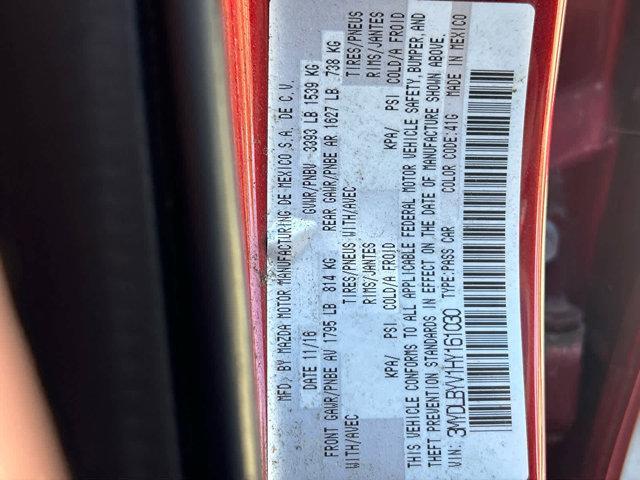 MFD. BY MAZDA MOTOR MANUFACTURING DE MEXICO S.A. DE C.V.
DATE 11/16 GVWR/PNBV 3393 LB 1539 KG
FRONT GAWR/PNBE AV 1795 LB 814 KG REAR GAWR/PNBE AR 1627 LB 738 KG
WITH/AVEC TIRES/PNEUS WITH/AVEC TIRES/PNEUS
RIMS/JANTES RIMS/JANTES
COLD/A FROID KPA/ PSI COLD/A FROID KPA/ PSI
THIS VEHICLE CONFORMS TO ALL APPLICABLE FEDERAL MOTOR VEHICLE SAFETY,BUMPER,AND
THEFT PREVENTION STANDARDS IN EFFECT ON THE DATE OF MANUFACTURE SHOWN ABOVE.
VIN: 3MYDLBYV1HY161030 TYPE:PASS CAR COLOR CODE:41G MADE IN MEXICO